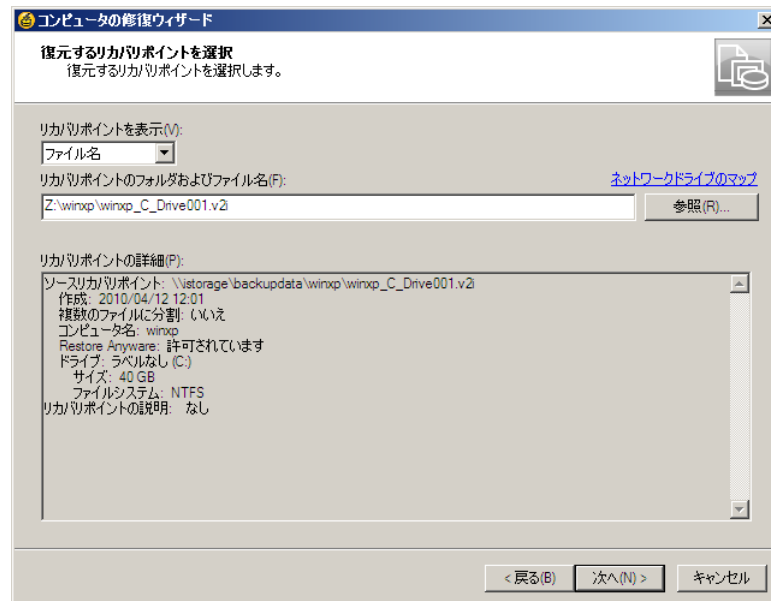 コンピュータの修復ウィザード
復元するリカバリポイントを選択
復元するリカバリポイントを選択します。
リカバリポイントを表示(V):
ファイル名
リカバリポイントのフォルダおよびファイル名(F):
ネットワークドライブのマップ
Z:\winxp\winxp_C_Drive001.v2i
参照(R)...
リカバリポイントの詳細(P):
ソースリカバリポイント: \\istorage\backupdata\winxp\winxp_C_Drive001.v2i
作成: 2010/04/12 12:01
複数のファイルに分割: いいえ
コンピュータ名: winxp
Restore Anyware: 許可されています
ドライブ: ラベルなし (C:)
サイズ: 40 GB
ファイルシステム: NTFS
リカバリポイントの説明: なし
< 戻る(B)
次へ(N) >
キャンセル